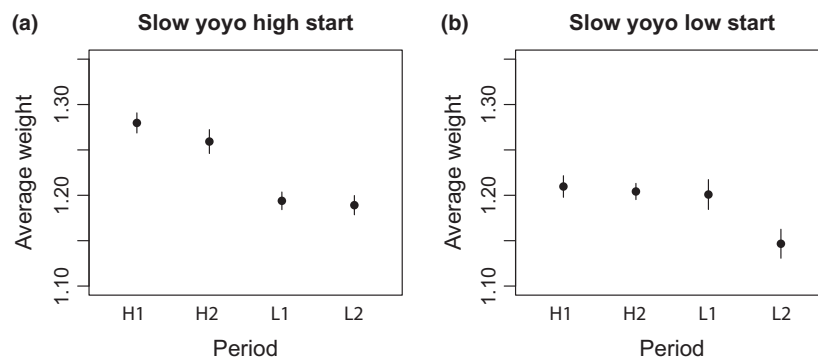 (a) Slow yoyo high start
Average weight
1.30
1.20
1.10
H1 H2 L1 L2
Period
(b) Slow yoyo low start
Average weight
1.30
1.20
1.10
H1 H2 L1 L2
Period